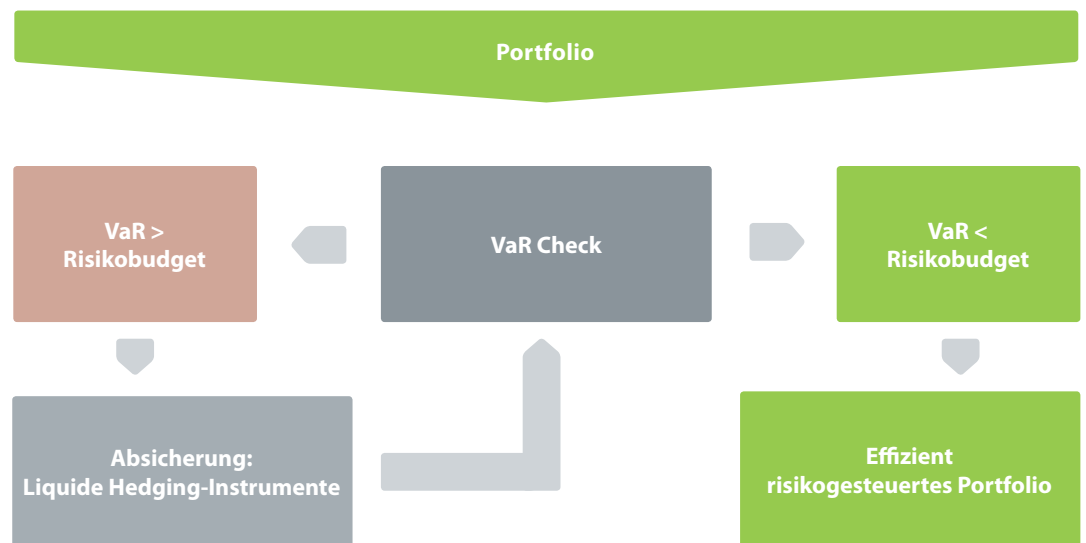 Portfolio
VaR >
Risikobudget
VaR Check
VaR <
Risikobudget
Absicherung:
Liquide Hedging-Instrumente
Effizient
risikogesteuertes Portfolio